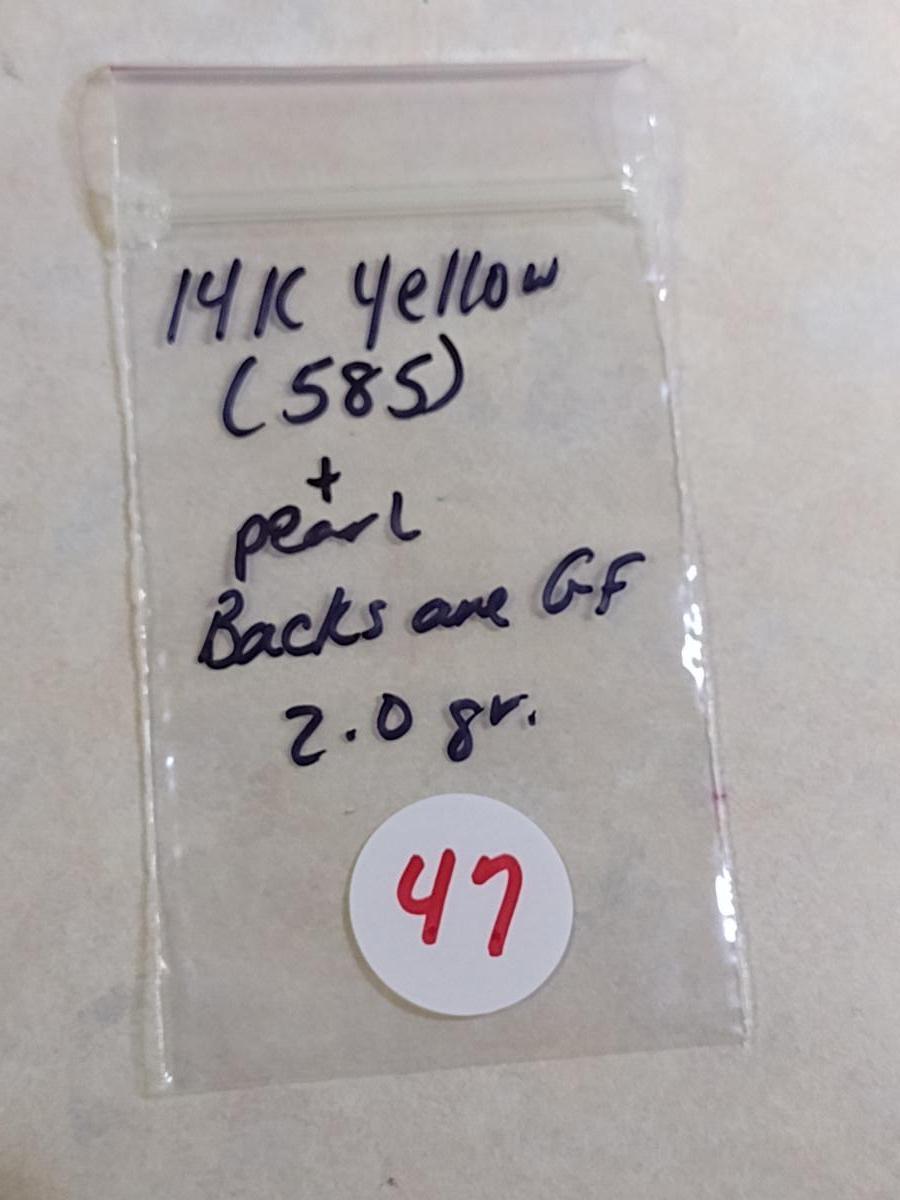 14K Yellow
(585)
+
pearl
Backs are GF
2.0 gr.
47